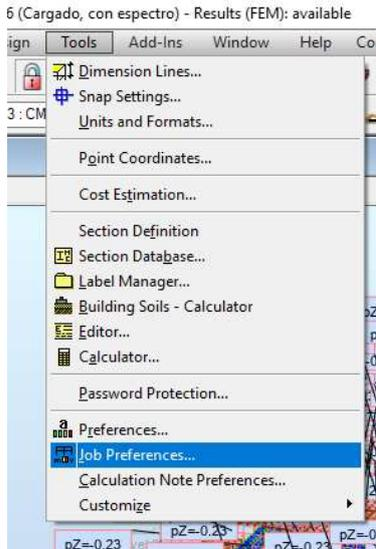 6 (Cargado, con espectro) - Results (FEM): available
ign Tools Add-Ins Window Help Co
Dimension Lines...
3 : CM
Snap Settings...
Units and Formats...
Point Coordinates...
Cost Estimation...
Section Definition
Section Database...
Label Manager...
Building Soils - Calculator
Editor...
Calculator...
Password Protection...
Preferences...
Job Preferences...
Calculation Note Preferences...
Customize
pZ=-0.23 pZ=-0
pZ=-0.23 pZ=-0.23